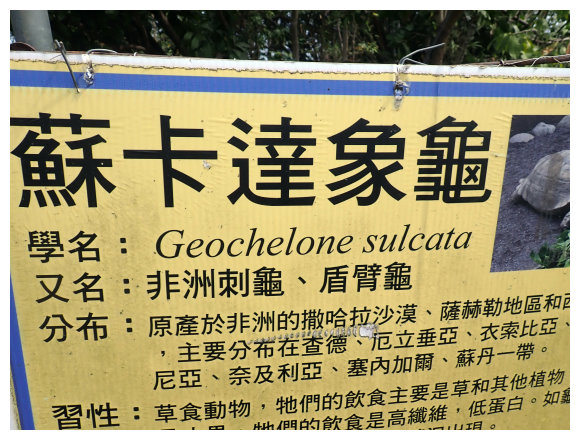 蘇卡達象龜
學名：Geochelone sulcata
又名：非洲刺龜、盾臂龜
分布：原產於非洲的撒哈拉沙漠、薩赫勒地區和西
，主要分布在查德、厄立垂亞、衣索比亞、
尼亞、奈及利亞、塞內加爾、蘇丹一帶。
習性：草食動物，牠們的飲食主要是草和其他植物
牠們的飲食是高纖維，低蛋白。如龜
出現。